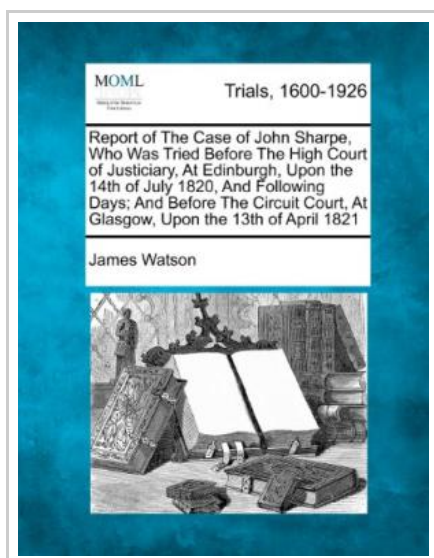 MOML
Trials, 1600-1926
Report of The Case of John Sharpe,
Who Was Tried Before The High Court
of Justiciary, At Edinburgh, Upon the
14th of July 1820, And Following
Days; And Before The Circuit Court, At
Glasgow, Upon the 13th of April 1821
James Watson